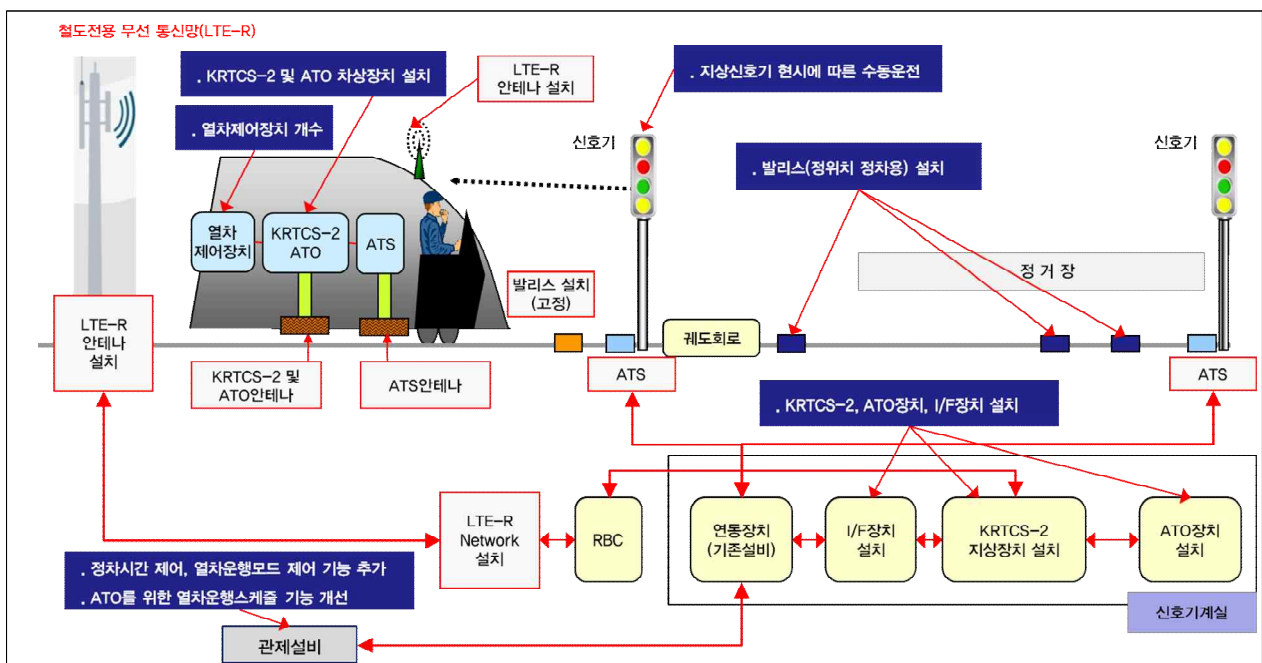 철도전용 무선 통신망(LTE-R)
. KRTCS-2 및 ATO 차상장치 설치
LTE-R
안테나 설치
. 지상신호기 현시에 따른 수동운전
. 열차제어장치 개수
신호기
신호기
. 발리스(정위치 정차용) 설치
열차
제어장치
KRTCS-2
ATO
ATS
정 거 장
발리스 설치
(고정)
LTE-R
안테나
설치
궤도회로
KRTCS-2 및
ATO안테나
ATS안테나
ATS
ATS
. KRTCS-2, ATO장치, I/F장치 설치
LTE-R
Network
설치
RBC
연동장치
(기존설비)
I/F장치
설치
KRTCS-2
지상장치 설치
ATO장치
설치
. 정차시간 제어, 열차운행모드 제어 기능 추가
. ATO를 위한 열차운행스케줄 기능 개선
신호기계실
관제설비